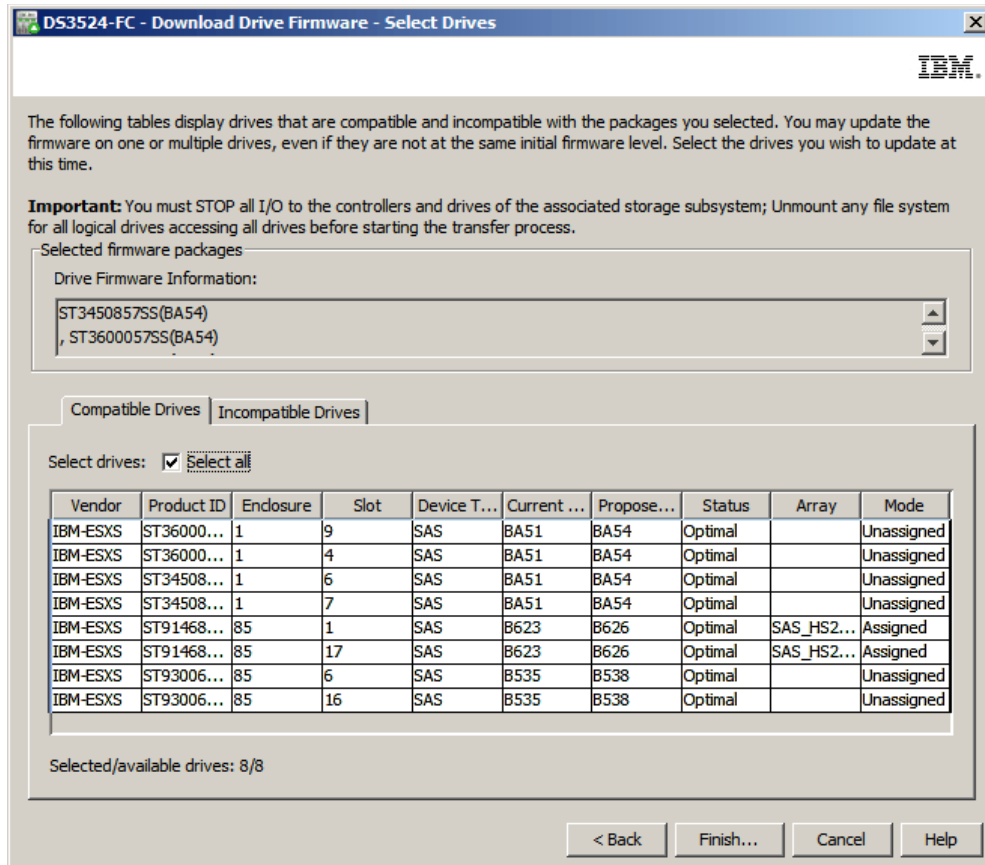 DS3524-FC - Download Drive Firmware - Select Drives
IBM.
The following tables display drives that are compatible and incompatible with the packages you selected. You may update the
firmware on one or multiple drives, even if they are not at the same initial firmware level. Select the drives you wish to update at
this time.
Important: You must STOP all I/O to the controllers and drives of the associated storage subsystem; Unmount any file system
for all logical drives accessing all drives before starting the transfer process.
Selected firmware packages
Drive Firmware Information:
ST3450857SS(BA54)
, ST3600057SS(BA54)
Compatible Drives Incompatible Drives
Select drives: Select all
Vendor Product ID Enclosure Slot Device T... Current ... Propose... Status Array Mode
IBM-ESXS ST36000... 1 9 SAS BA51 BA54 Optimal Unassigned
IBM-ESXS ST36000... 1 4 SAS BA51 BA54 Optimal Unassigned
IBM-ESXS ST34508... 1 6 SAS BA51 BA54 Optimal Unassigned
IBM-ESXS ST34508... 1 7 SAS BA51 BA54 Optimal Unassigned
IBM-ESXS ST91468... 85 1 SAS B623 B626 Optimal SAS_HS2... Assigned
IBM-ESXS ST91468... 85 17 SAS B623 B626 Optimal SAS_HS2... Assigned
IBM-ESXS ST93006... 85 6 SAS B535 B538 Optimal Unassigned
IBM-ESXS ST93006... 85 16 SAS B535 B538 Optimal Unassigned
Selected/available drives: 8/8
< Back Finish... Cancel Help